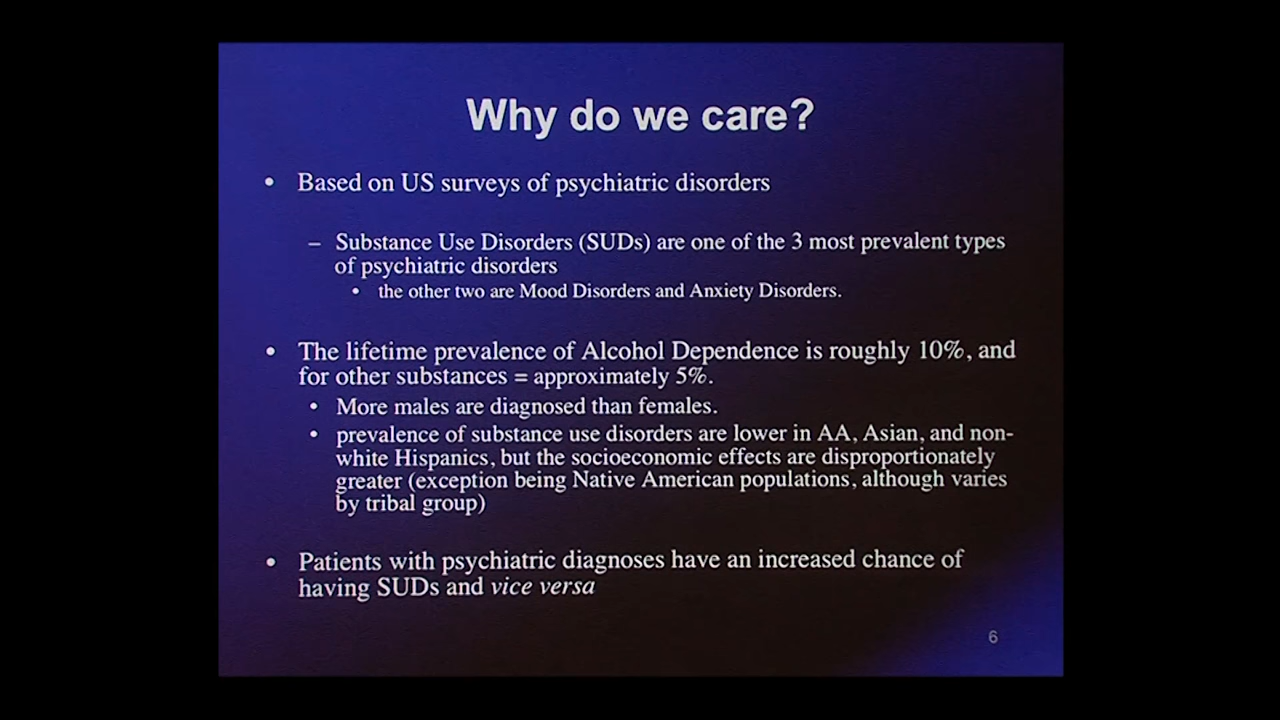 Why do we care?
• Based on US surveys of psychiatric disorders
– Substance Use Disorders (SUDs) are one of the 3 most prevalent types
of psychiatric disorders
• the other two are Mood Disorders and Anxiety Disorders.
• The lifetime prevalence of Alcohol Dependence is roughly 10%, and
for other substances = approximately 5%.
• More males are diagnosed than females.
• prevalence of substance use disorders are lower in AA, Asian, and non-
white Hispanics, but the socioeconomic effects are disproportionately
greater (exception being Native American populations, although varies
by tribal group)
• Patients with psychiatric diagnoses have an increased chance of
having SUDs and vice versa
6